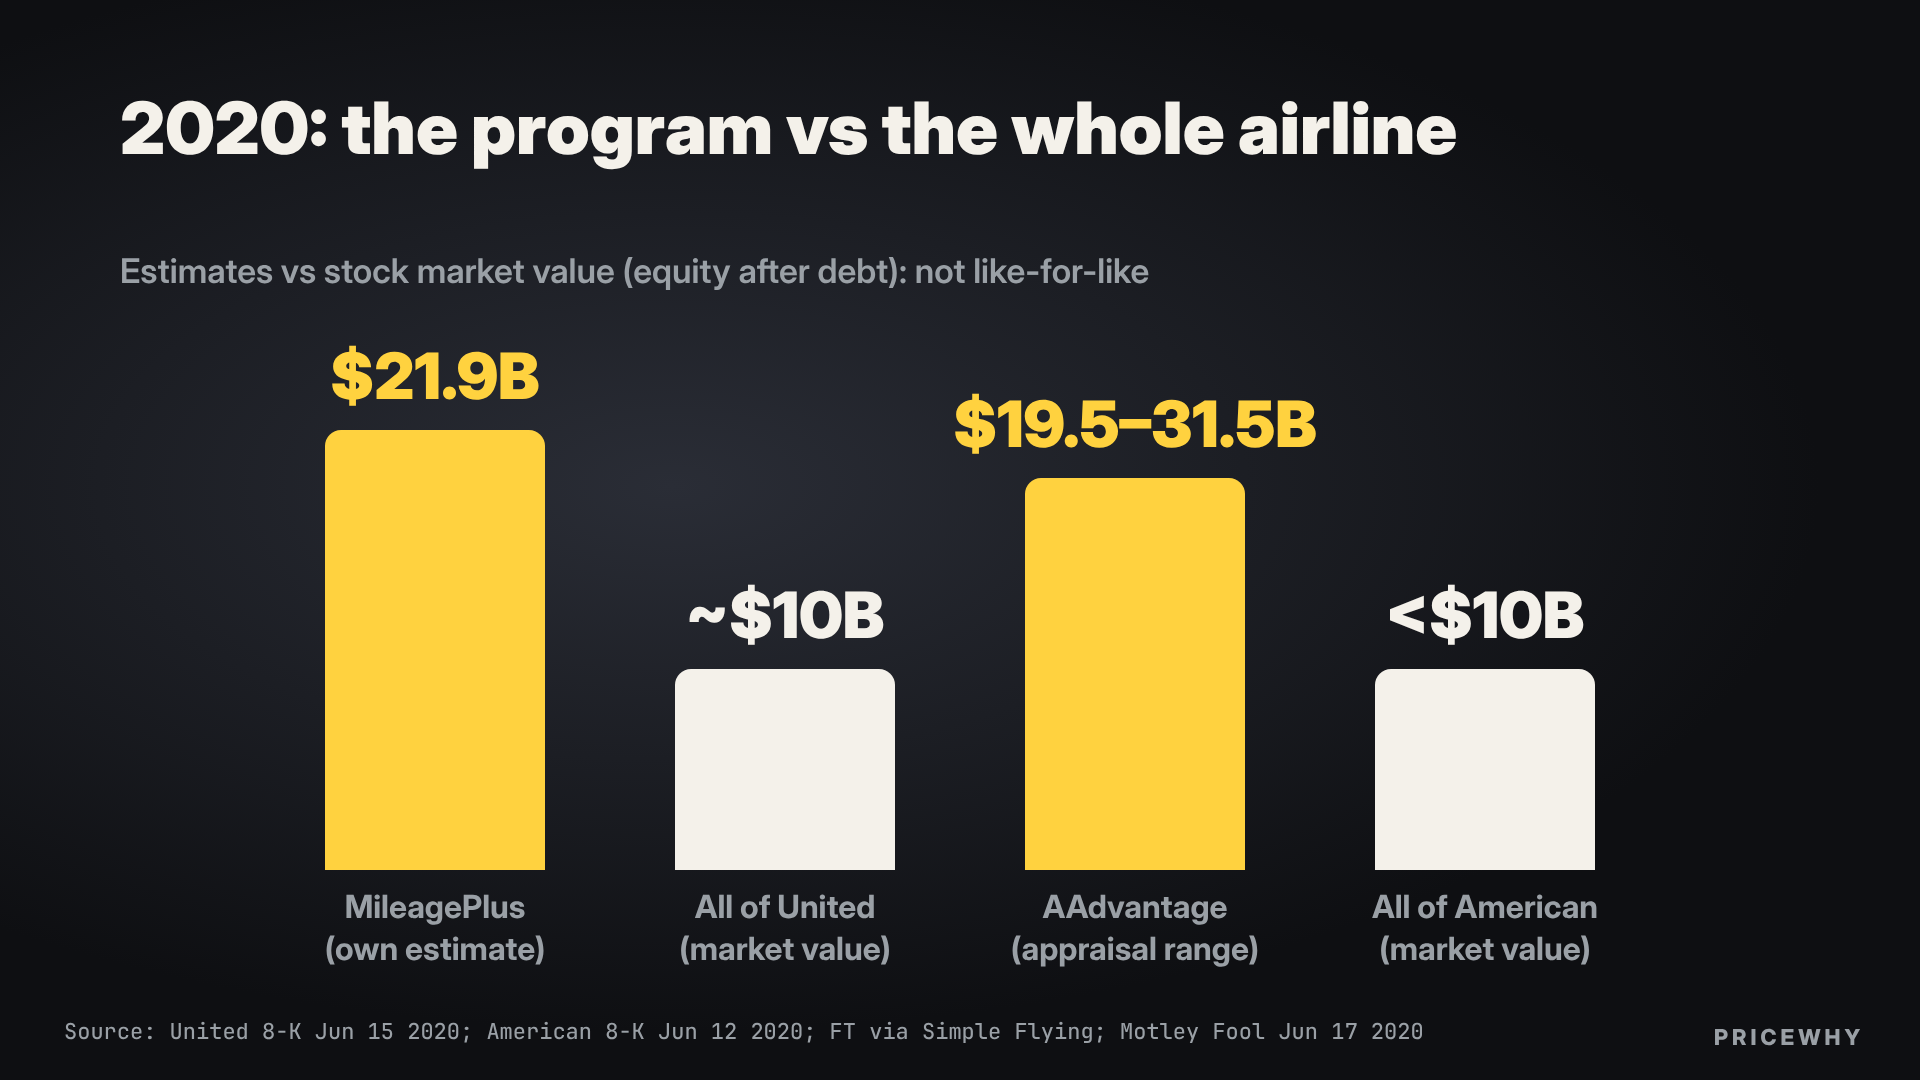 2020: the program vs the whole airline
Estimates vs stock market value (equity after debt): not like-for-like
$21.9B
$19.5–31.5B
~$10B
<$10B
MileagePlus
(own estimate)
All of United
(market value)
AAdvantage
(appraisal range)
All of American
(market value)
Source: United 8-K Jun 15 2020; American 8-K Jun 12 2020; FT via Simple Flying; Motley Fool Jun 17 2020
PRICEWHY